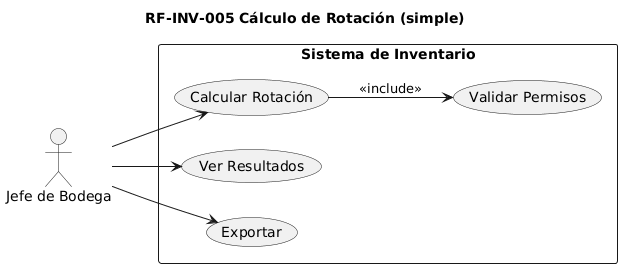 RF-INV-005 Cálculo de Rotación (simple)
Sistema de Inventario
Calcular Rotación
«include»
Validar Permisos
Ver Resultados
Jefe de Bodega
Exportar